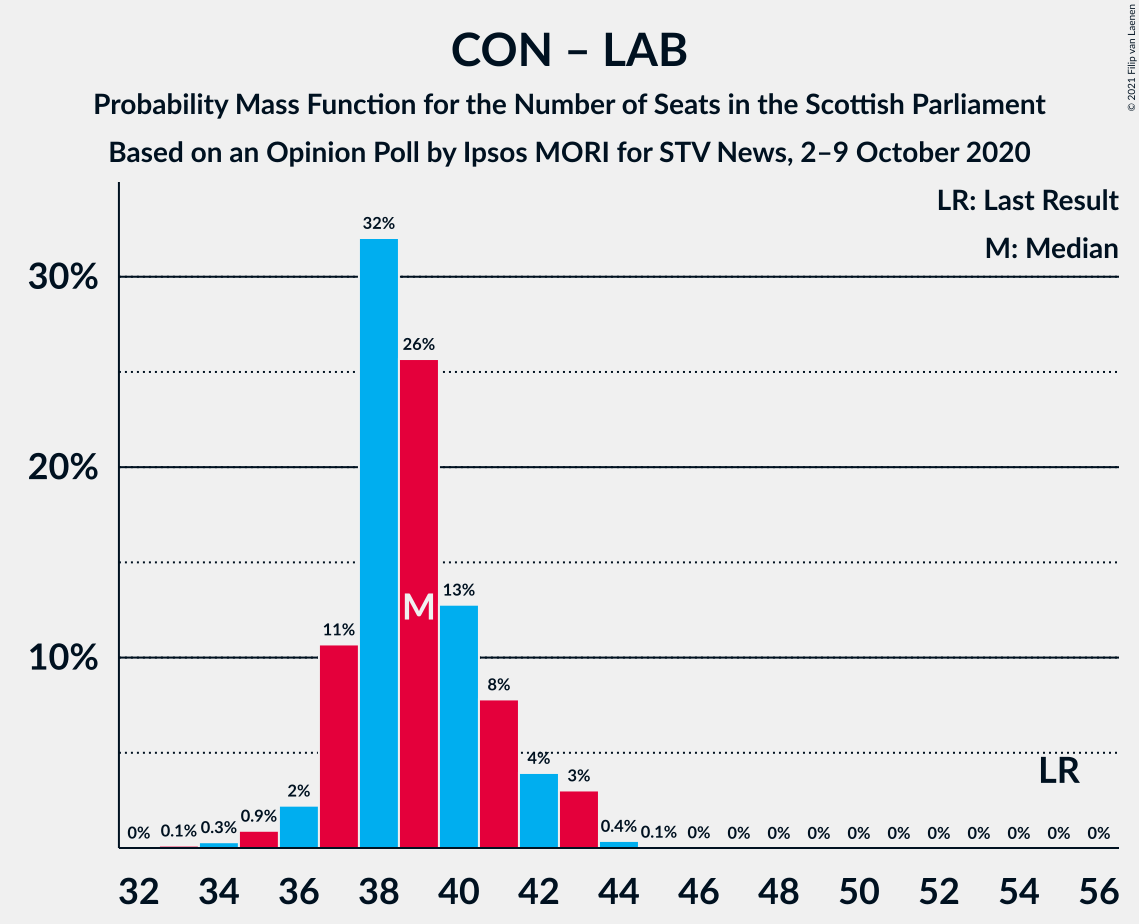 CON – LAB
Probability Mass Function for the Number of Seats in the Scottish Parliament
Based on an Opinion Poll by Ipsos MORI for STV News, 2–9 October 2020
© 2021 Filip van Laenen
LR: Last Result
M: Median
30%
20%
10%
0% 0.1% 0.3% 0.9% 2% 11% 32% 26% 13% 8% 4% 3% 0.4% 0.1% 0% 0% 0% 0% 0% 0% 0% 0% 0% 0% 0%
M
LR
32 34 36 38 40 42 44 46 48 50 52 54 56